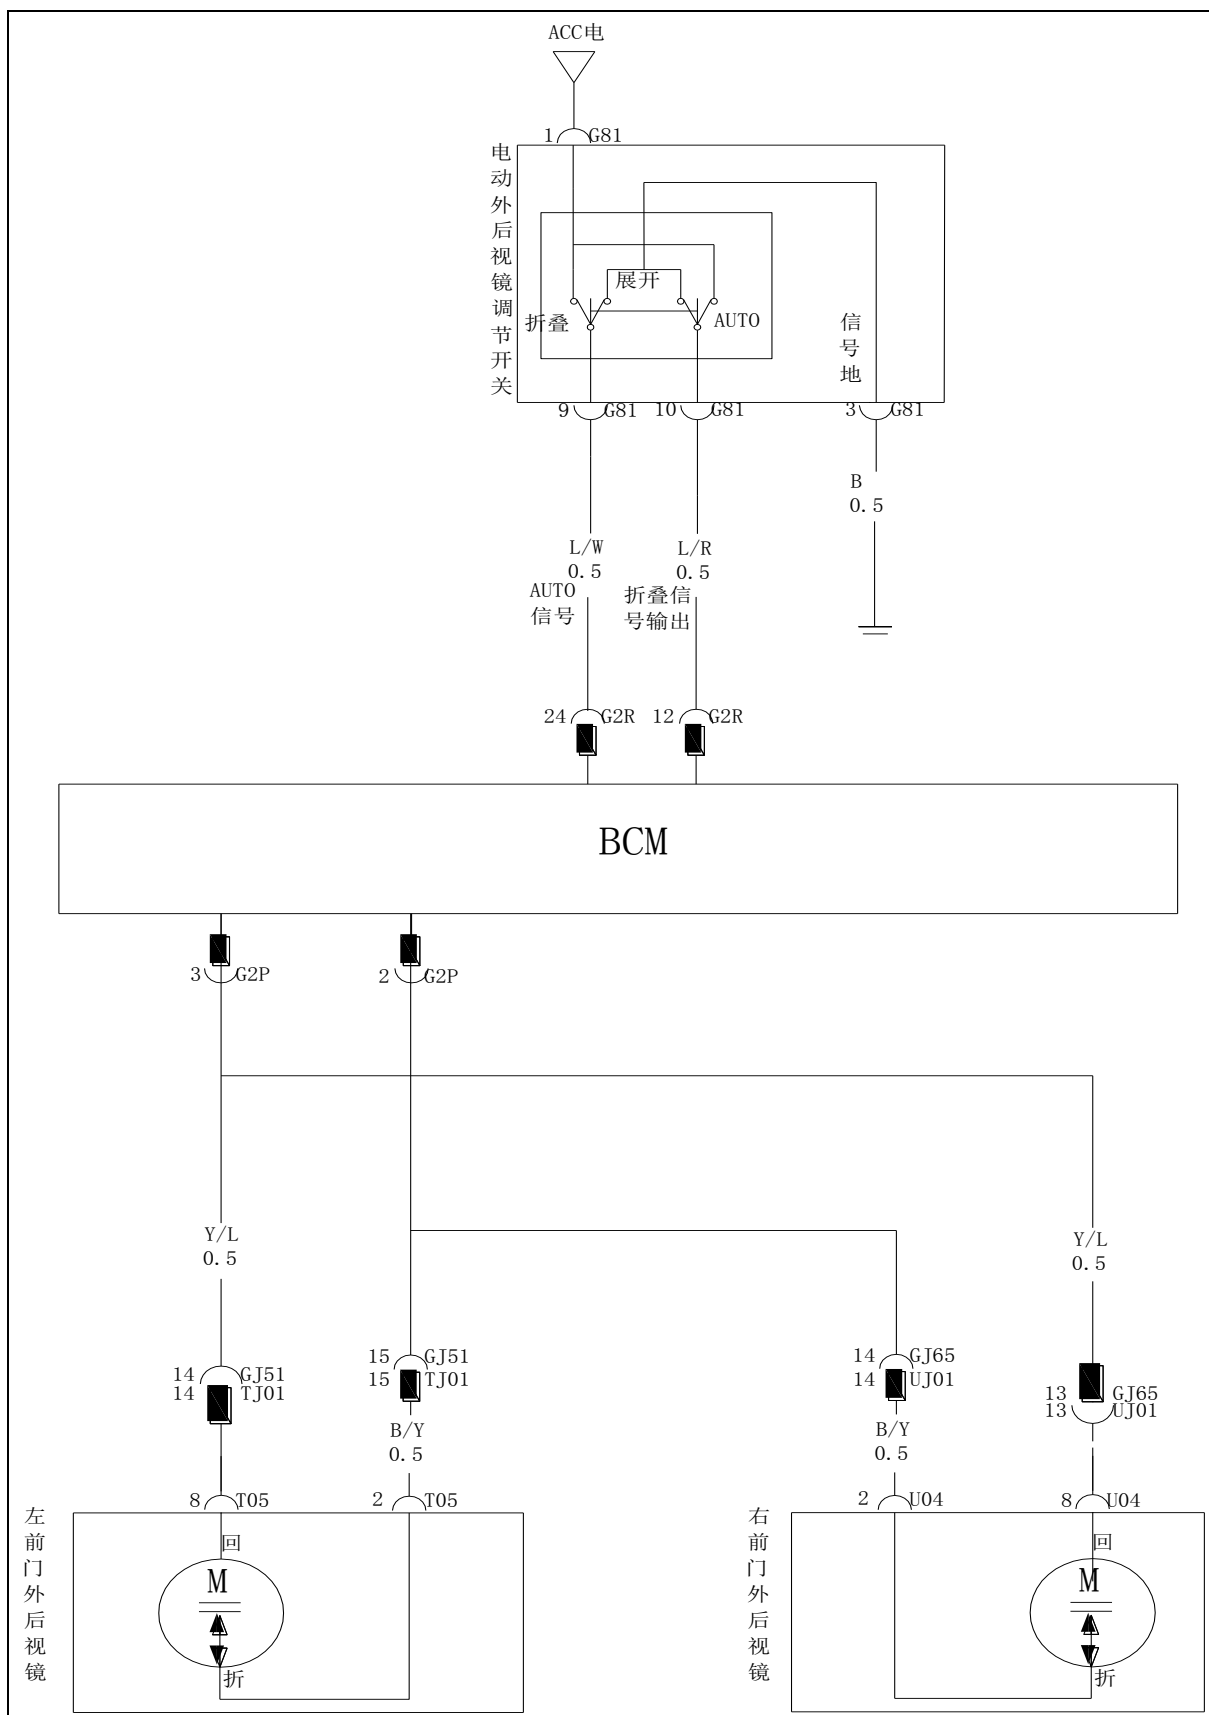 ACC电
1 G81
电动外后视镜调节开关
展开
折叠
AUTO
信号地
9 G81
10 G81
3 G81
B
0.5
L/W
0.5
L/R
0.5
AUTO
信号
折叠信
号输出
24 G2R
12 G2R
BCM
3 G2P
2 G2P
Y/L
0.5
Y/L
0.5
14 GJ51
14 TJ01
15 GJ51
15 TJ01
14 GJ65
14 UJ01
13 GJ65
13 UJ01
B/Y
0.5
B/Y
0.5
8 T05
2 T05
2 U04
8 U04
左前门外后视镜
回
M
折
右前门外后视镜
回
M
折